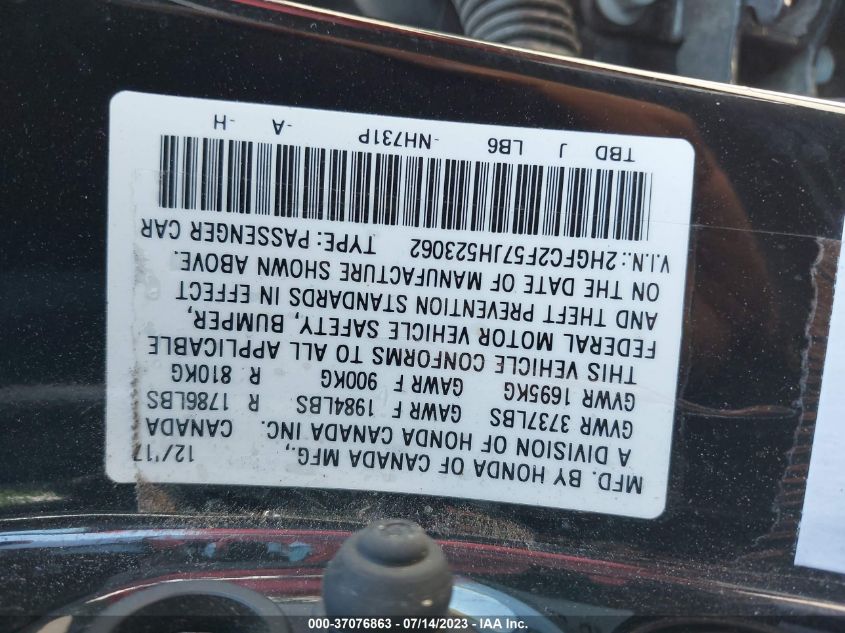 MFD. BY HONDA OF CANADA MFG., 12/'17
A DIVISION OF HONDA CANADA INC. CANADA
GVWR 3737LBS GAWR F 1984LBS R 1786LBS
GVWR 1695KG GAWR F 900KG R 810KG
THIS VEHICLE CONFORMS TO ALL APPLICABLE
FEDERAL MOTOR VEHICLE SAFETY, BUMPER,
AND THEFT PREVENTION STANDARDS IN EFFECT
ON THE DATE OF MANUFACTURE SHOWN ABOVE.
V.I.N.: 2HGFC2F57JH523062 TYPE: PASSENGER CAR
TBD J LB6 -NH731P -A -H
000-37076863 / 07/14/2023 - IAA Inc.